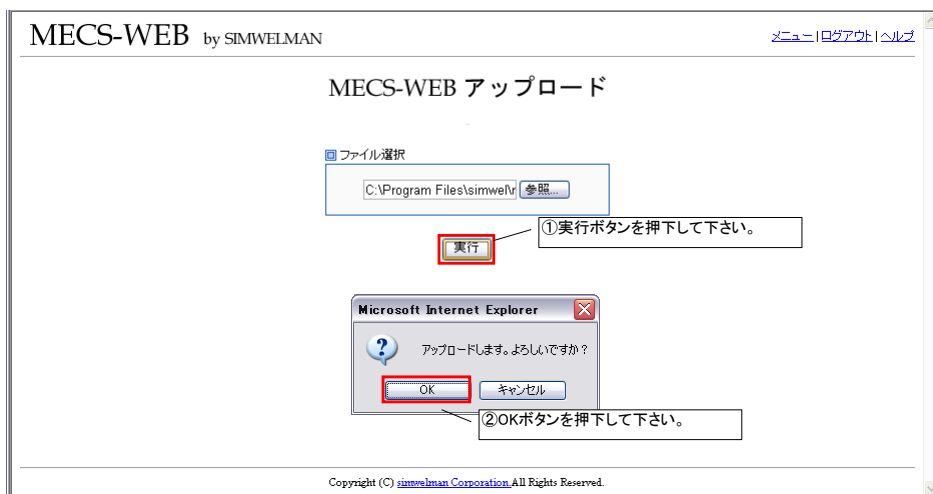 MECS-WEB by SIMWELMAN
メニュー | ログアウト | ヘルプ
MECS-WEB アップロード
ファイル選択
C:\Program Files\simwel\r 参照...
①実行ボタンを押下して下さい。
実行
Microsoft Internet Explorer
アップロードします。よろしいですか？
OK キャンセル
②OKボタンを押下して下さい。
Copyright (C) simwelman Corporation All Rights Reserved.